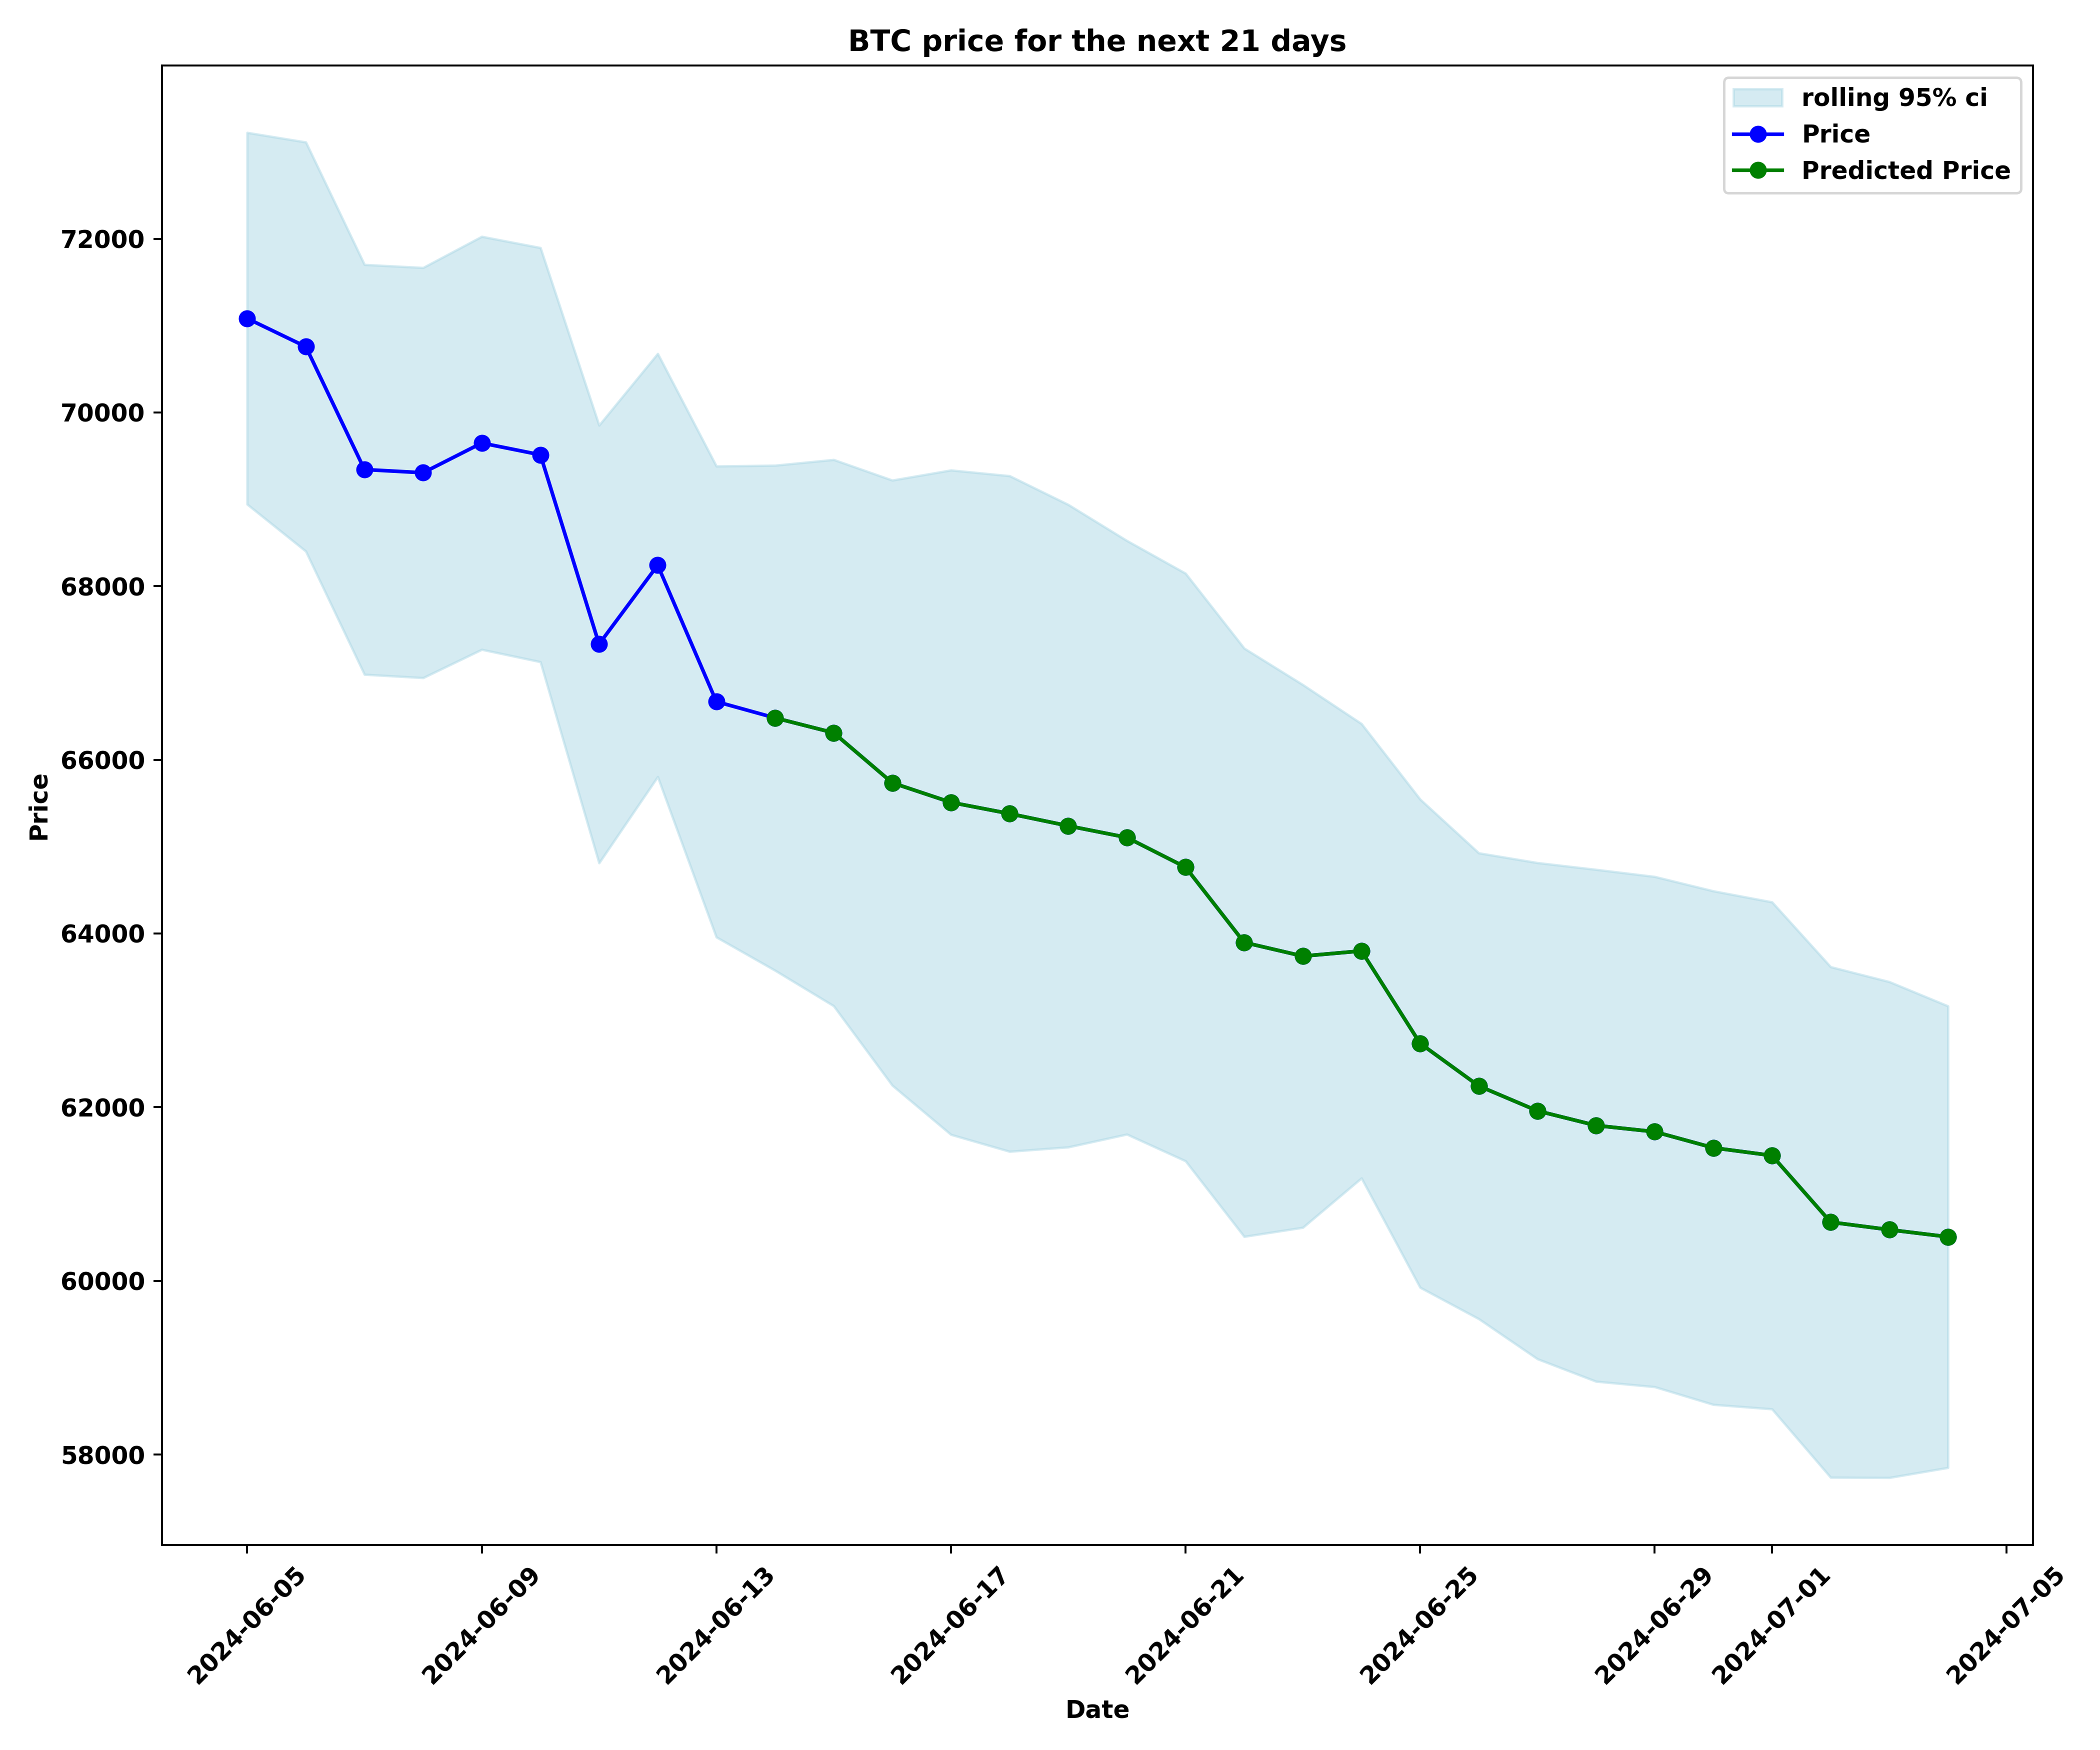 BTC price for the next 21 days
rolling 95% ci
Price
Predicted Price
72000
70000
68000
66000
64000
62000
60000
58000
Price
2024-06-05
2024-06-09
2024-06-13
2024-06-17
2024-06-21
2024-06-25
2024-06-29
2024-07-01
2024-07-05
Date